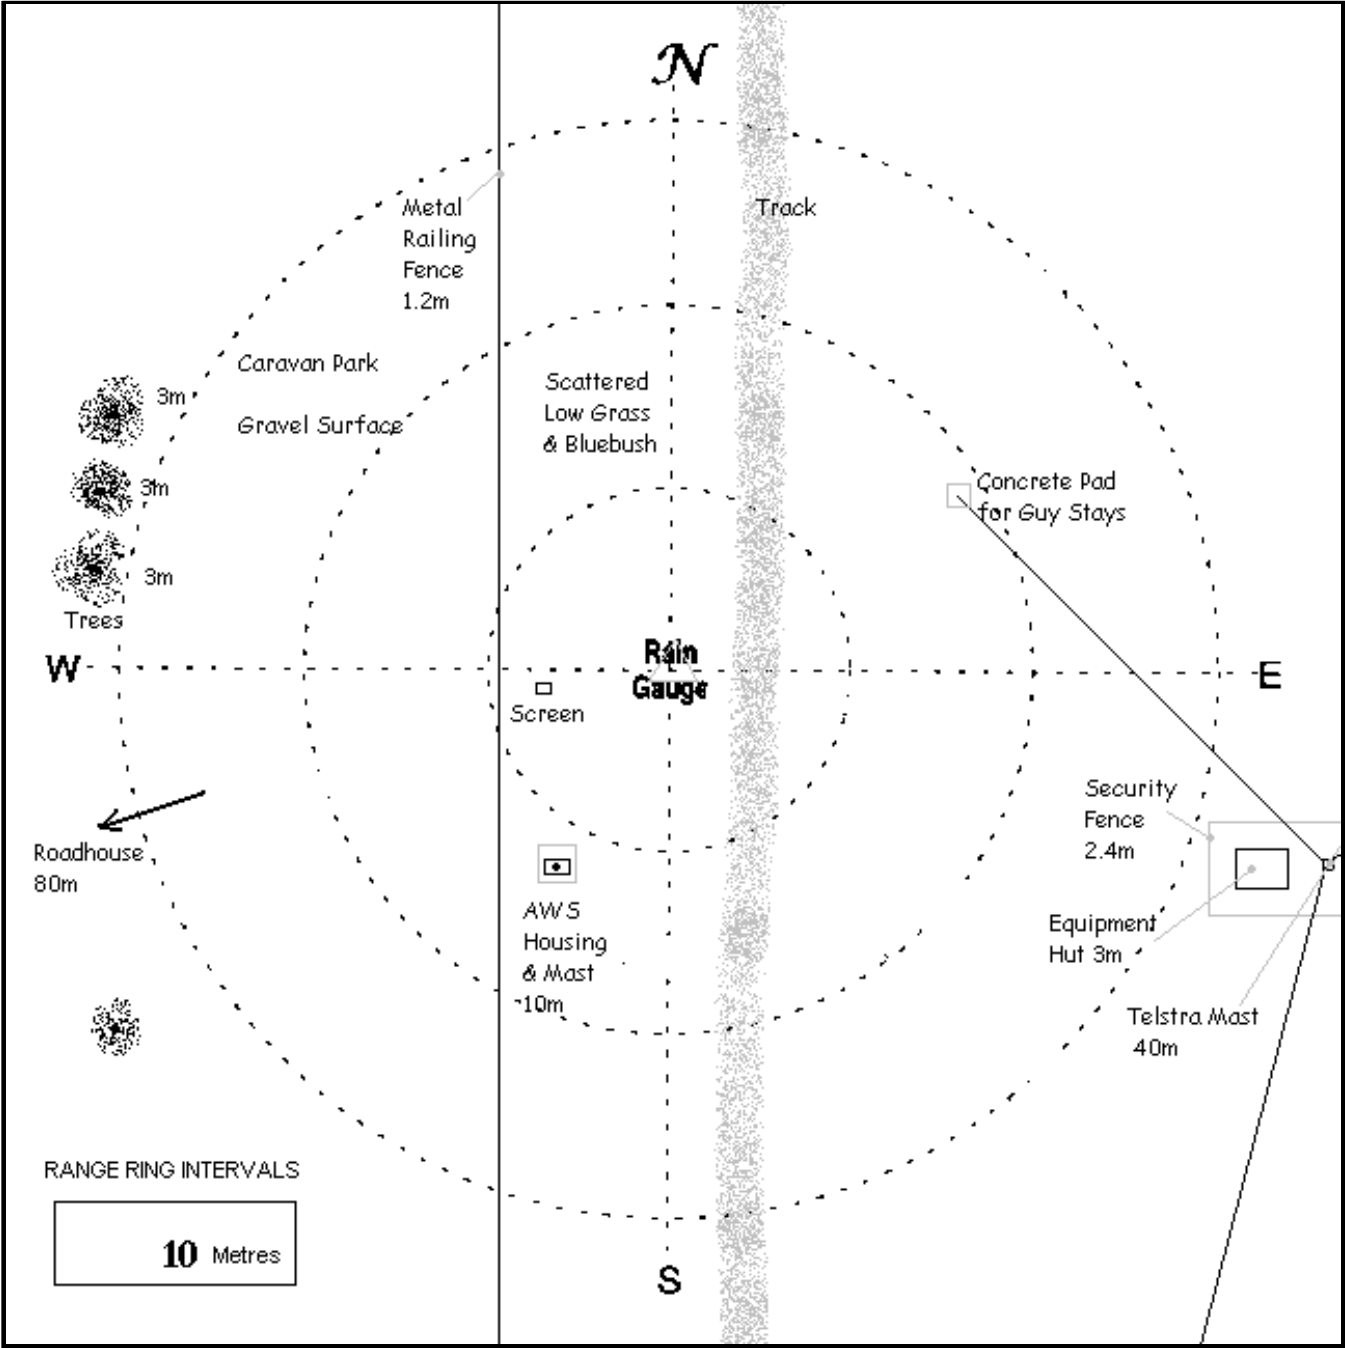 N
Metal
Railing
Fence
1.2m
Track
Caravan Park
Gravel Surface
3m
3m
3m
Trees
Scattered
Low Grass
& Bluebush
Concrete Pad
for Guy Stays
W
Rain
Gauge
E
Screen
Roadhouse
80m
Security
Fence
2.4m
AWS
Housing
& Mast
10m
Equipment
Hut 3m
Telstra Mast
40m
RANGE RING INTERVALS
10 Metres
S